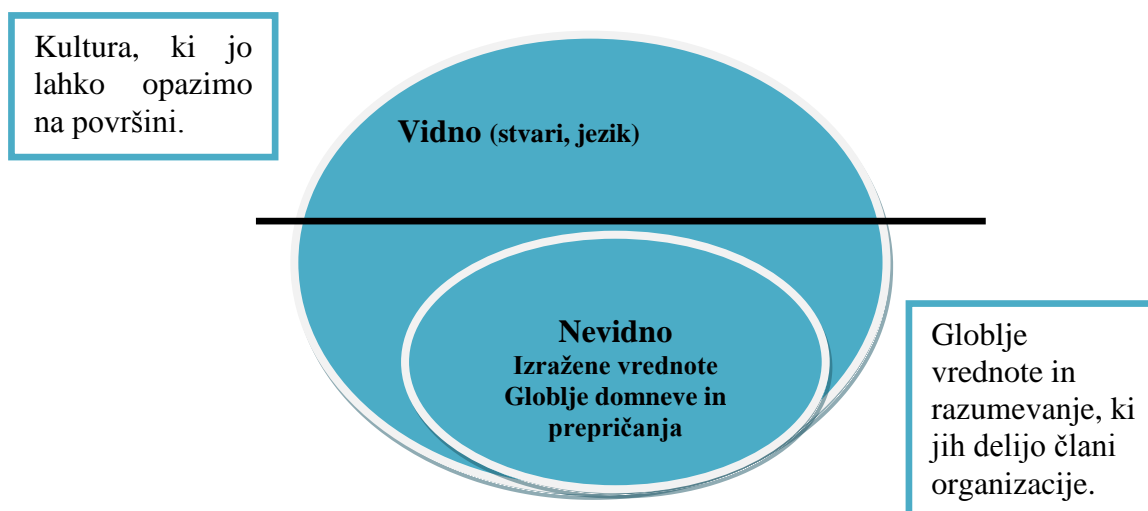 Kultura, ki jo
lahko opazimo
na površini.
Vidno (stvari, jezik)
Nevidno
Izražene vrednote
Globlje domneve in
prepričanja
Globlje
vrednote in
razumevanje, ki
jih delijo člani
organizacije.